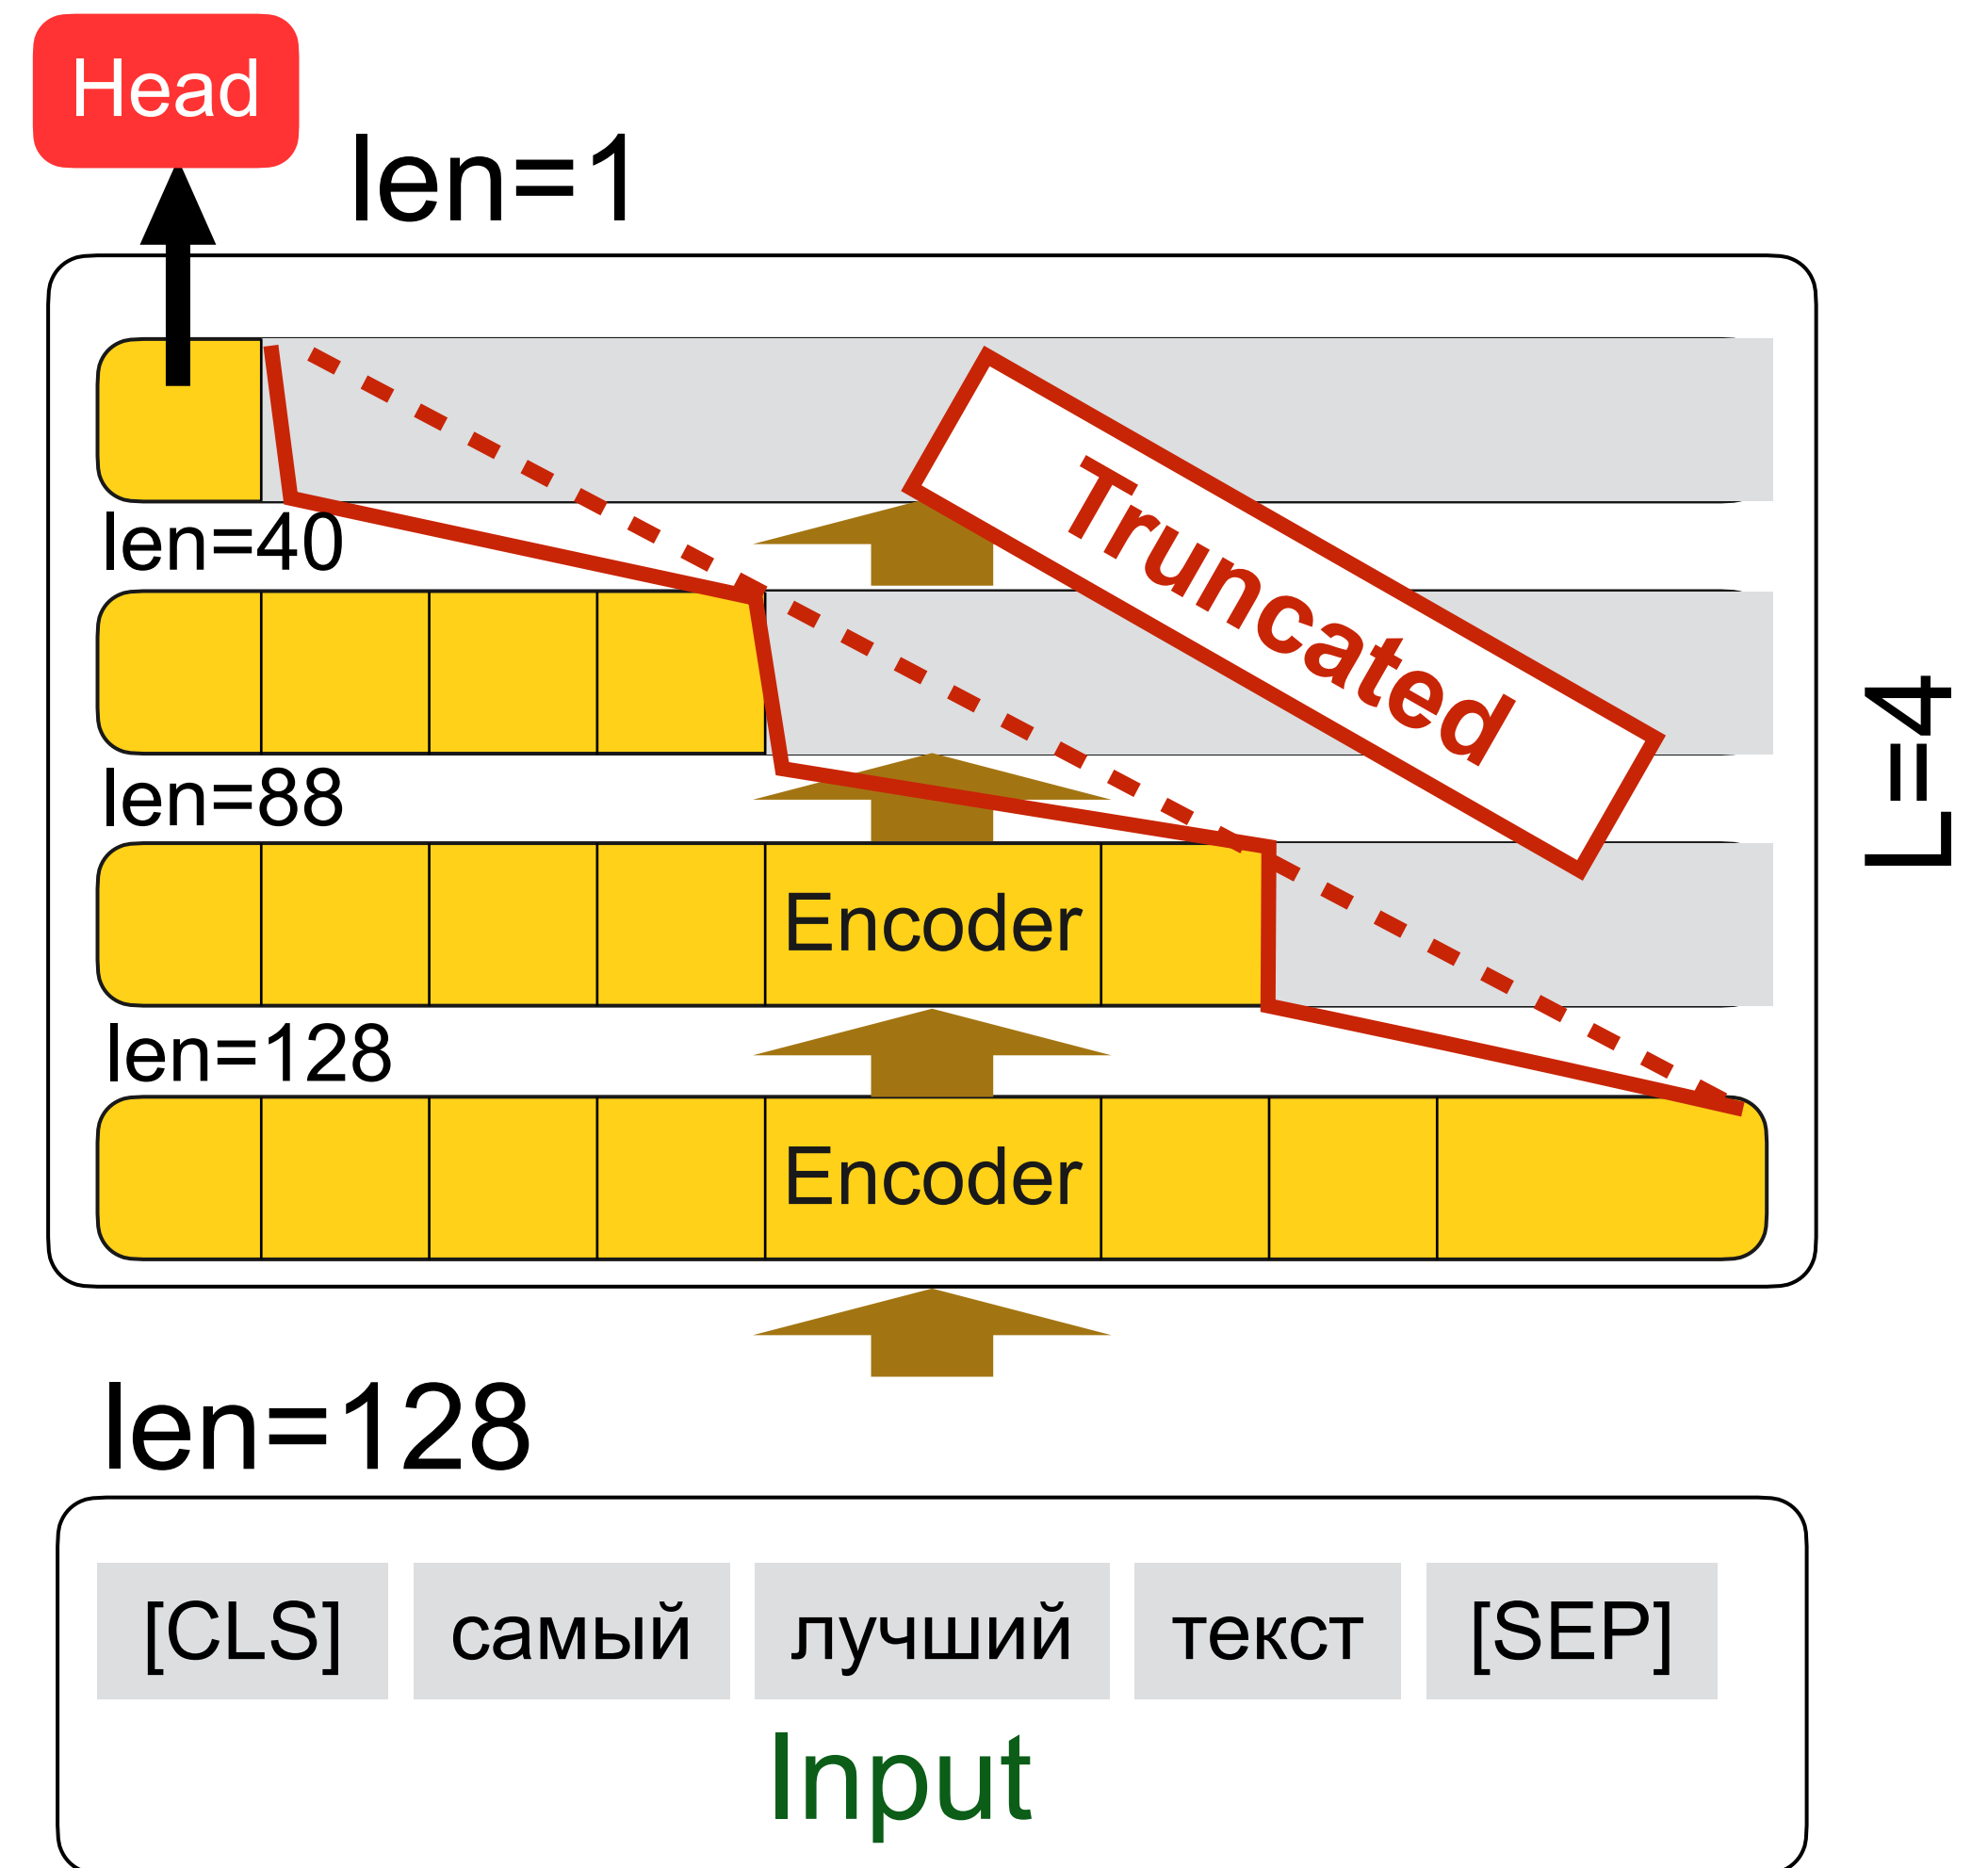 Head
len=1
Truncated
len=40
L=4
len=88
Encoder
len=128
Encoder
len=128
[CLS] самый лучший текст [SEP]
Input